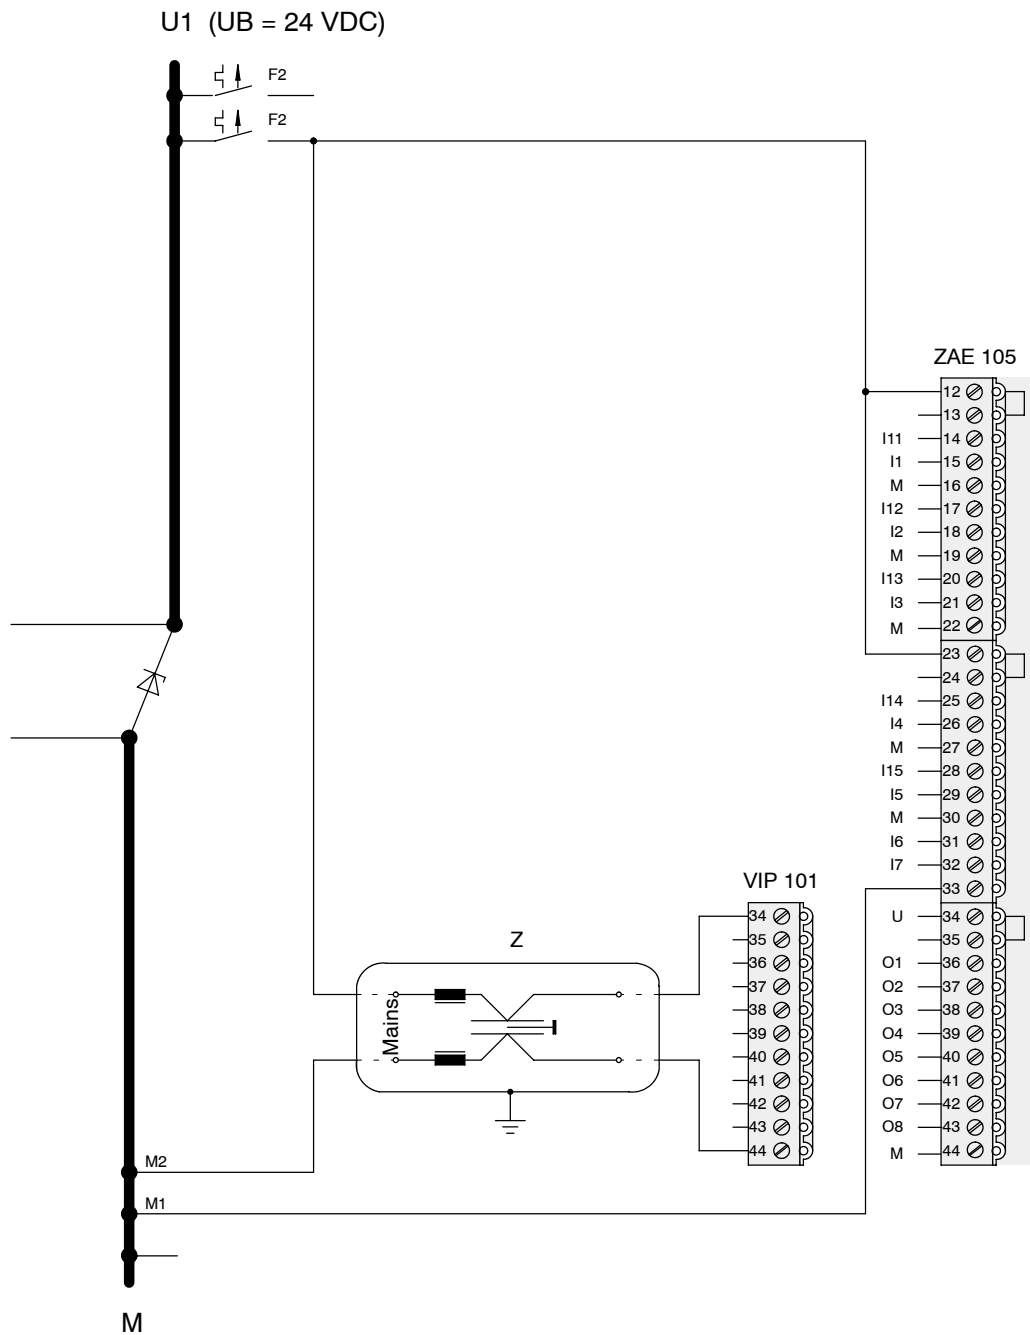 U1 (UB = 24 VDC)
F2
F2
ZAE 105
12
13
I11 14
I1 15
M 16
I12 17
I2 18
M 19
I13 20
I3 21
M 22
23
24
I14 25
I4 26
M 27
I15 28
I5 29
M 30
I6 31
I7 32
33
U 34
35
O1 36
O2 37
O3 38
O4 39
O5 40
O6 41
O7 42
O8 43
M 44
VIP 101
34
35
36
37
38
39
40
41
42
43
44
Z
Mains
M2
M1
M